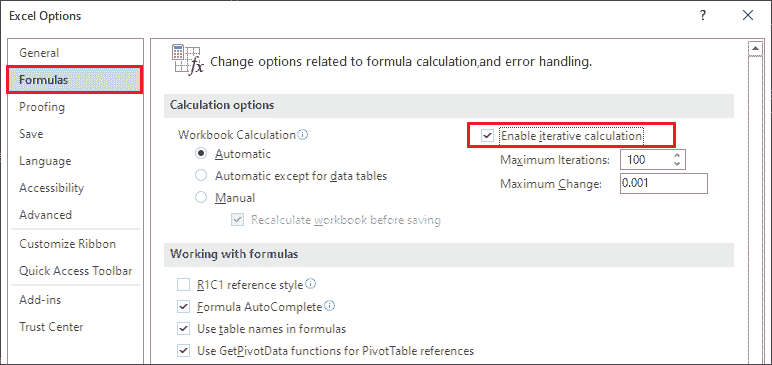 Excel Options
?
General
Formulas
Proofing
Save
Language
Accessibility
Advanced
Customize Ribbon
Quick Access Toolbar
Add-ins
Trust Center
fx Change options related to formula calculation,and error handling.
Calculation options
Workbook Calculation
Automatic
Automatic except for data tables
Manual
Recalculate workbook before saving
Enable iterative calculation
Maximum Iterations: 100
Maximum Change: 0.001
Working with formulas
R1C1 reference style
Formula AutoComplete
Use table names in formulas
Use GetPivotData functions for PivotTable references